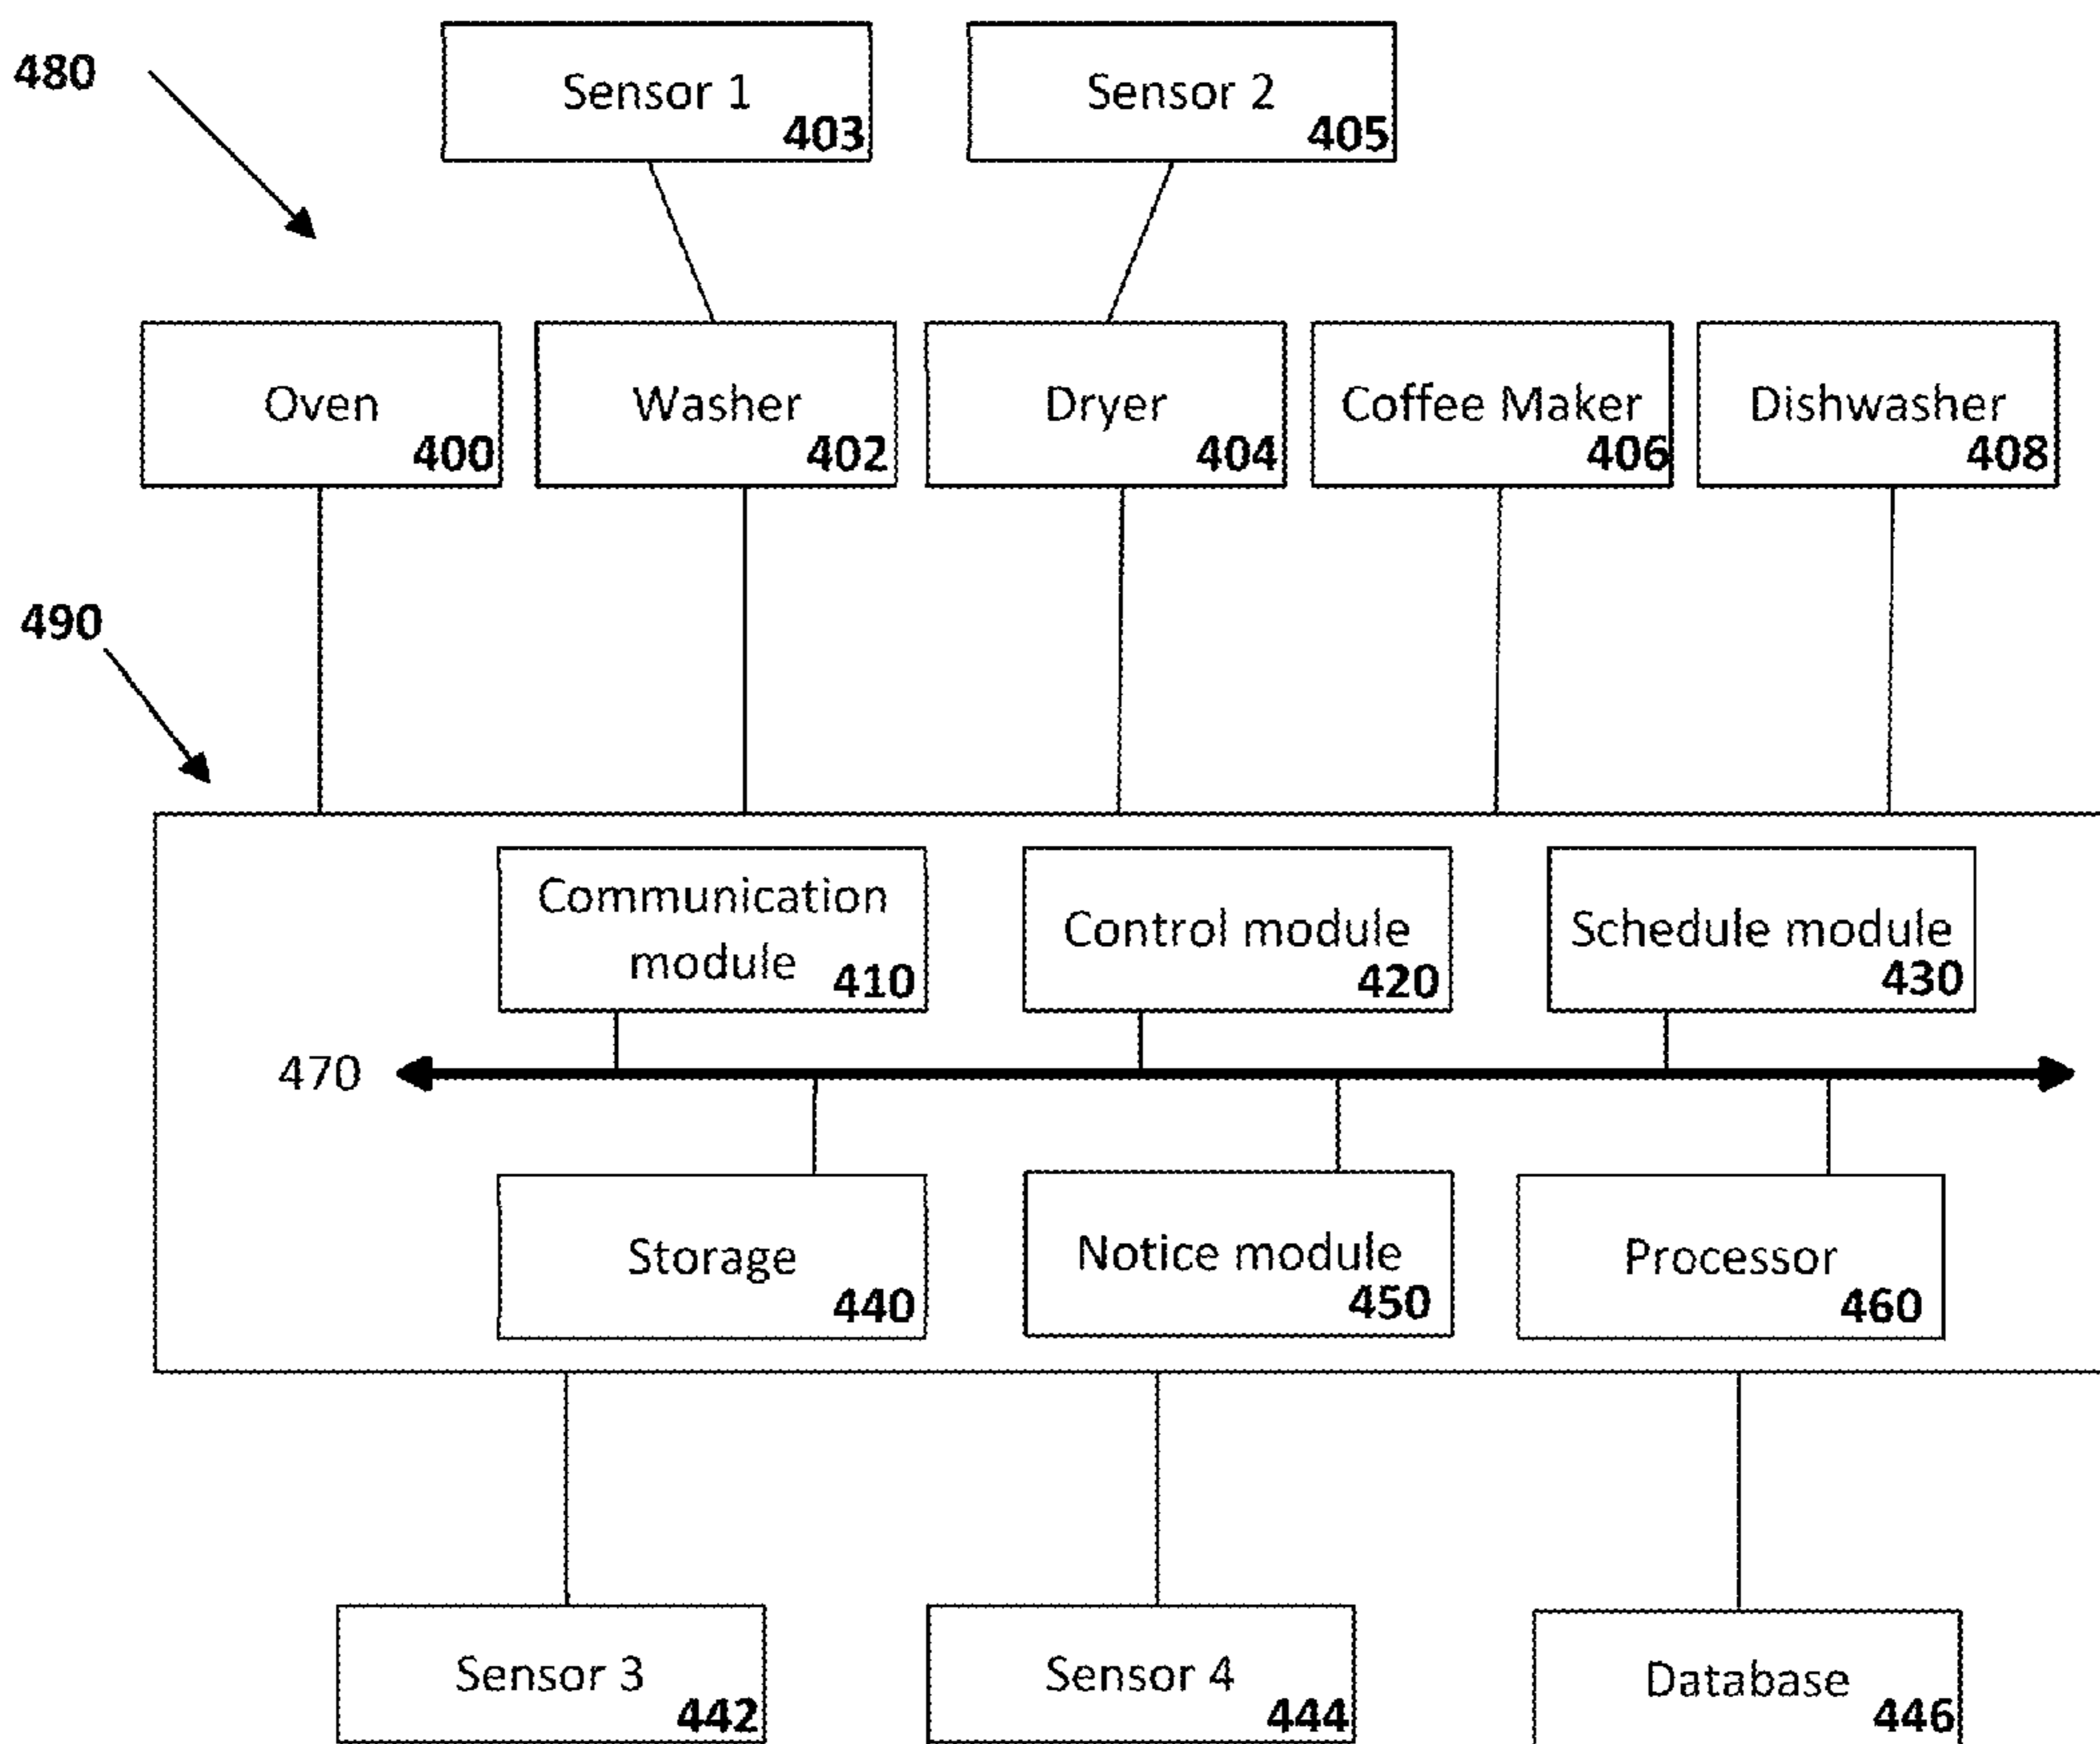 480
Sensor 1
403
Sensor 2
405
Oven
400
Washer
402
Dryer
404
Coffee Maker
406
Dishwasher
408
490
Communication
module
410
Control module
420
Schedule module
430
470
Storage
440
Notice module
450
Processor
460
Sensor 3
442
Sensor 4
444
Database
446